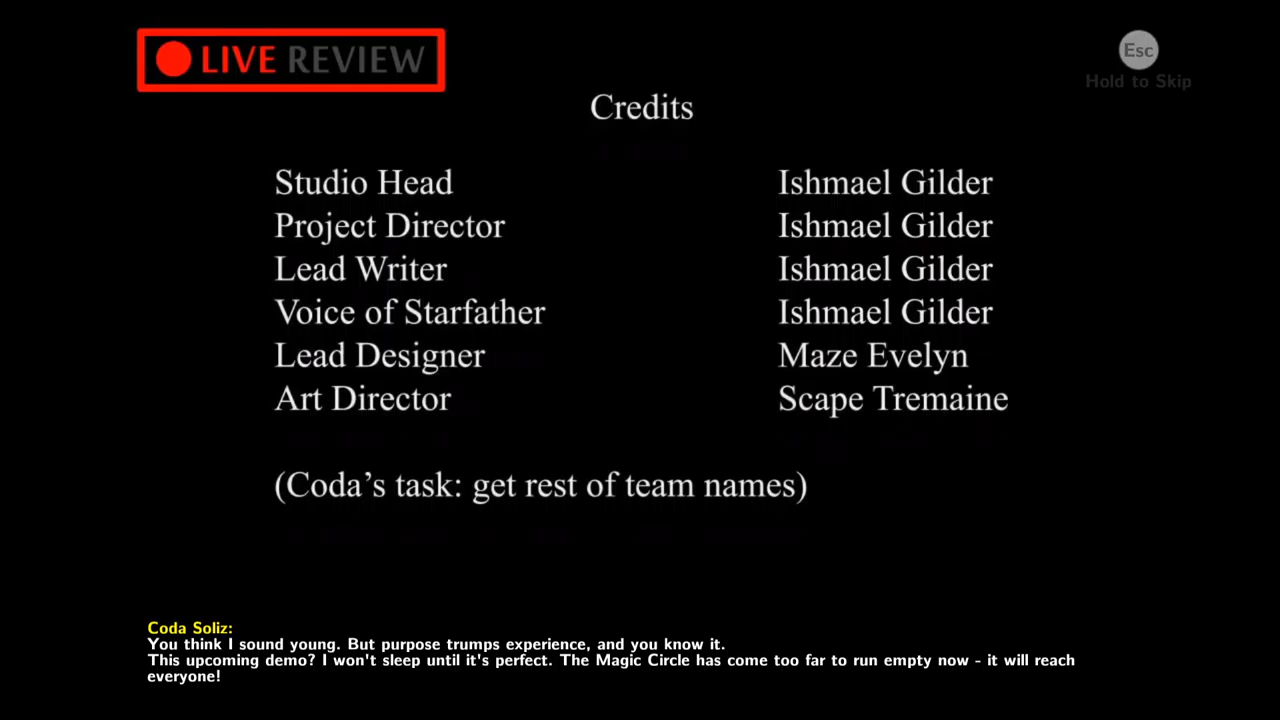 LIVE REVIEW
Esc
Hold to Skip
Credits
Studio Head Ishmael Gilder
Project Director Ishmael Gilder
Lead Writer Ishmael Gilder
Voice of Starfather Ishmael Gilder
Lead Designer Maze Evelyn
Art Director Scape Tremaine
(Coda’s task: get rest of team names)
Coda Soliz:
You think I sound young. But purpose trumps experience, and you know it.
This upcoming demo? I won't sleep until it's perfect. The Magic Circle has come too far to run empty now - it will reach
everyone!